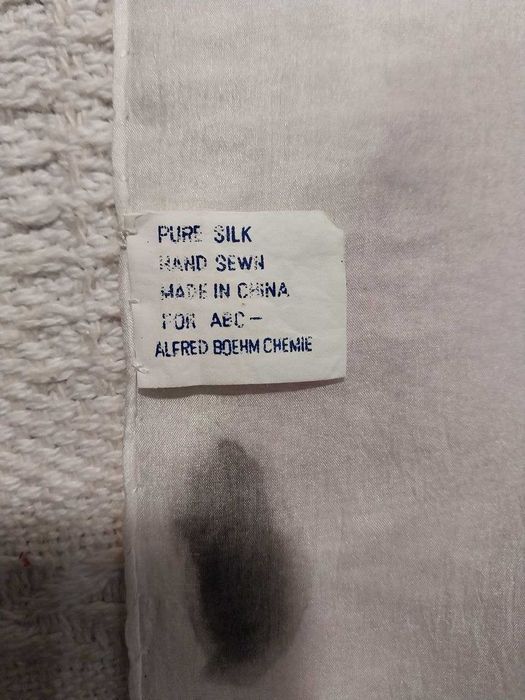 PURE SILK
HAND SEWN
MADE IN CHINA
FOR ABC-
ALFRED BOEHM CHEMIE